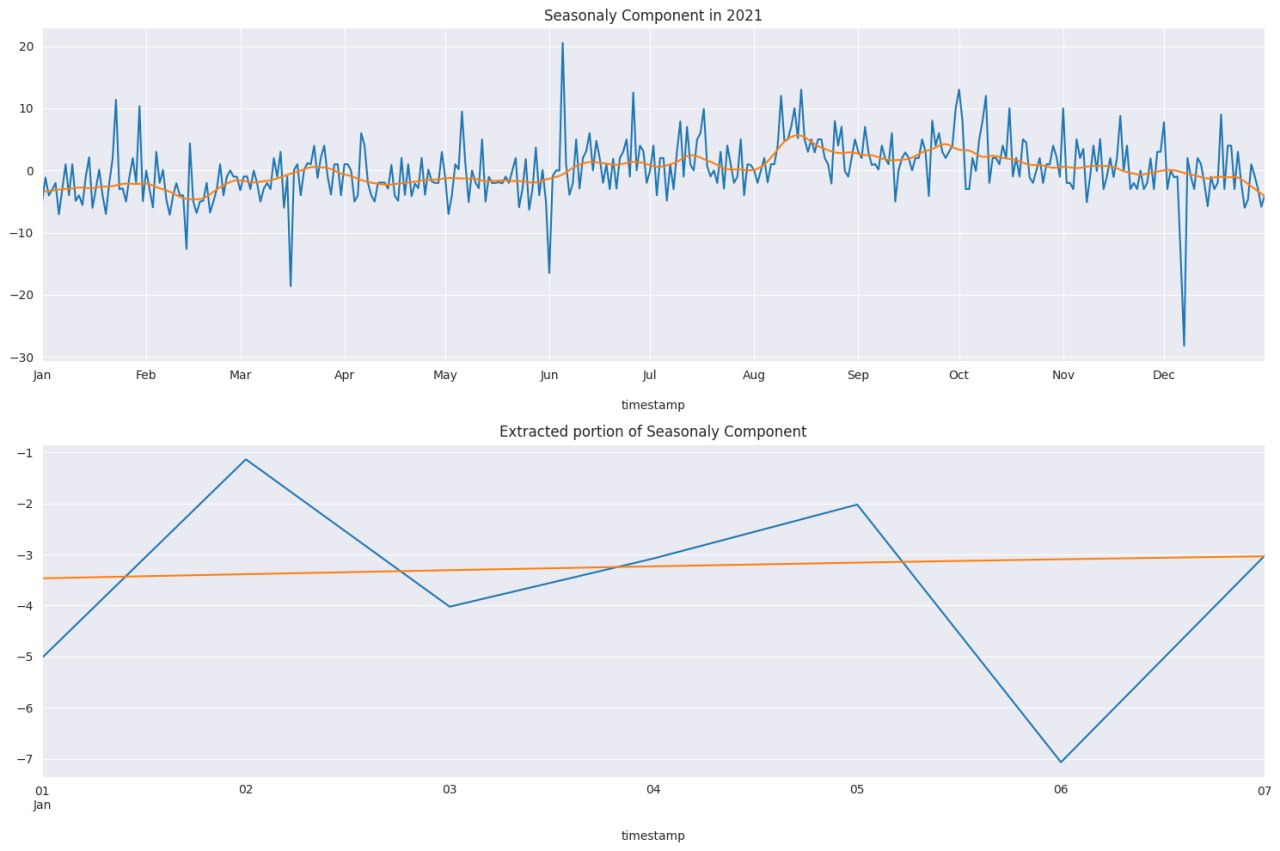 Seasonaly Component in 2021
20
10
0
−10
−20
−30
Jan Feb Mar Apr May Jun Jul Aug Sep Oct Nov Dec
timestamp
Extracted portion of Seasonaly Component
−1
−2
−3
−4
−5
−6
−7
01 02 03 04 05 06 07
Jan
timestamp